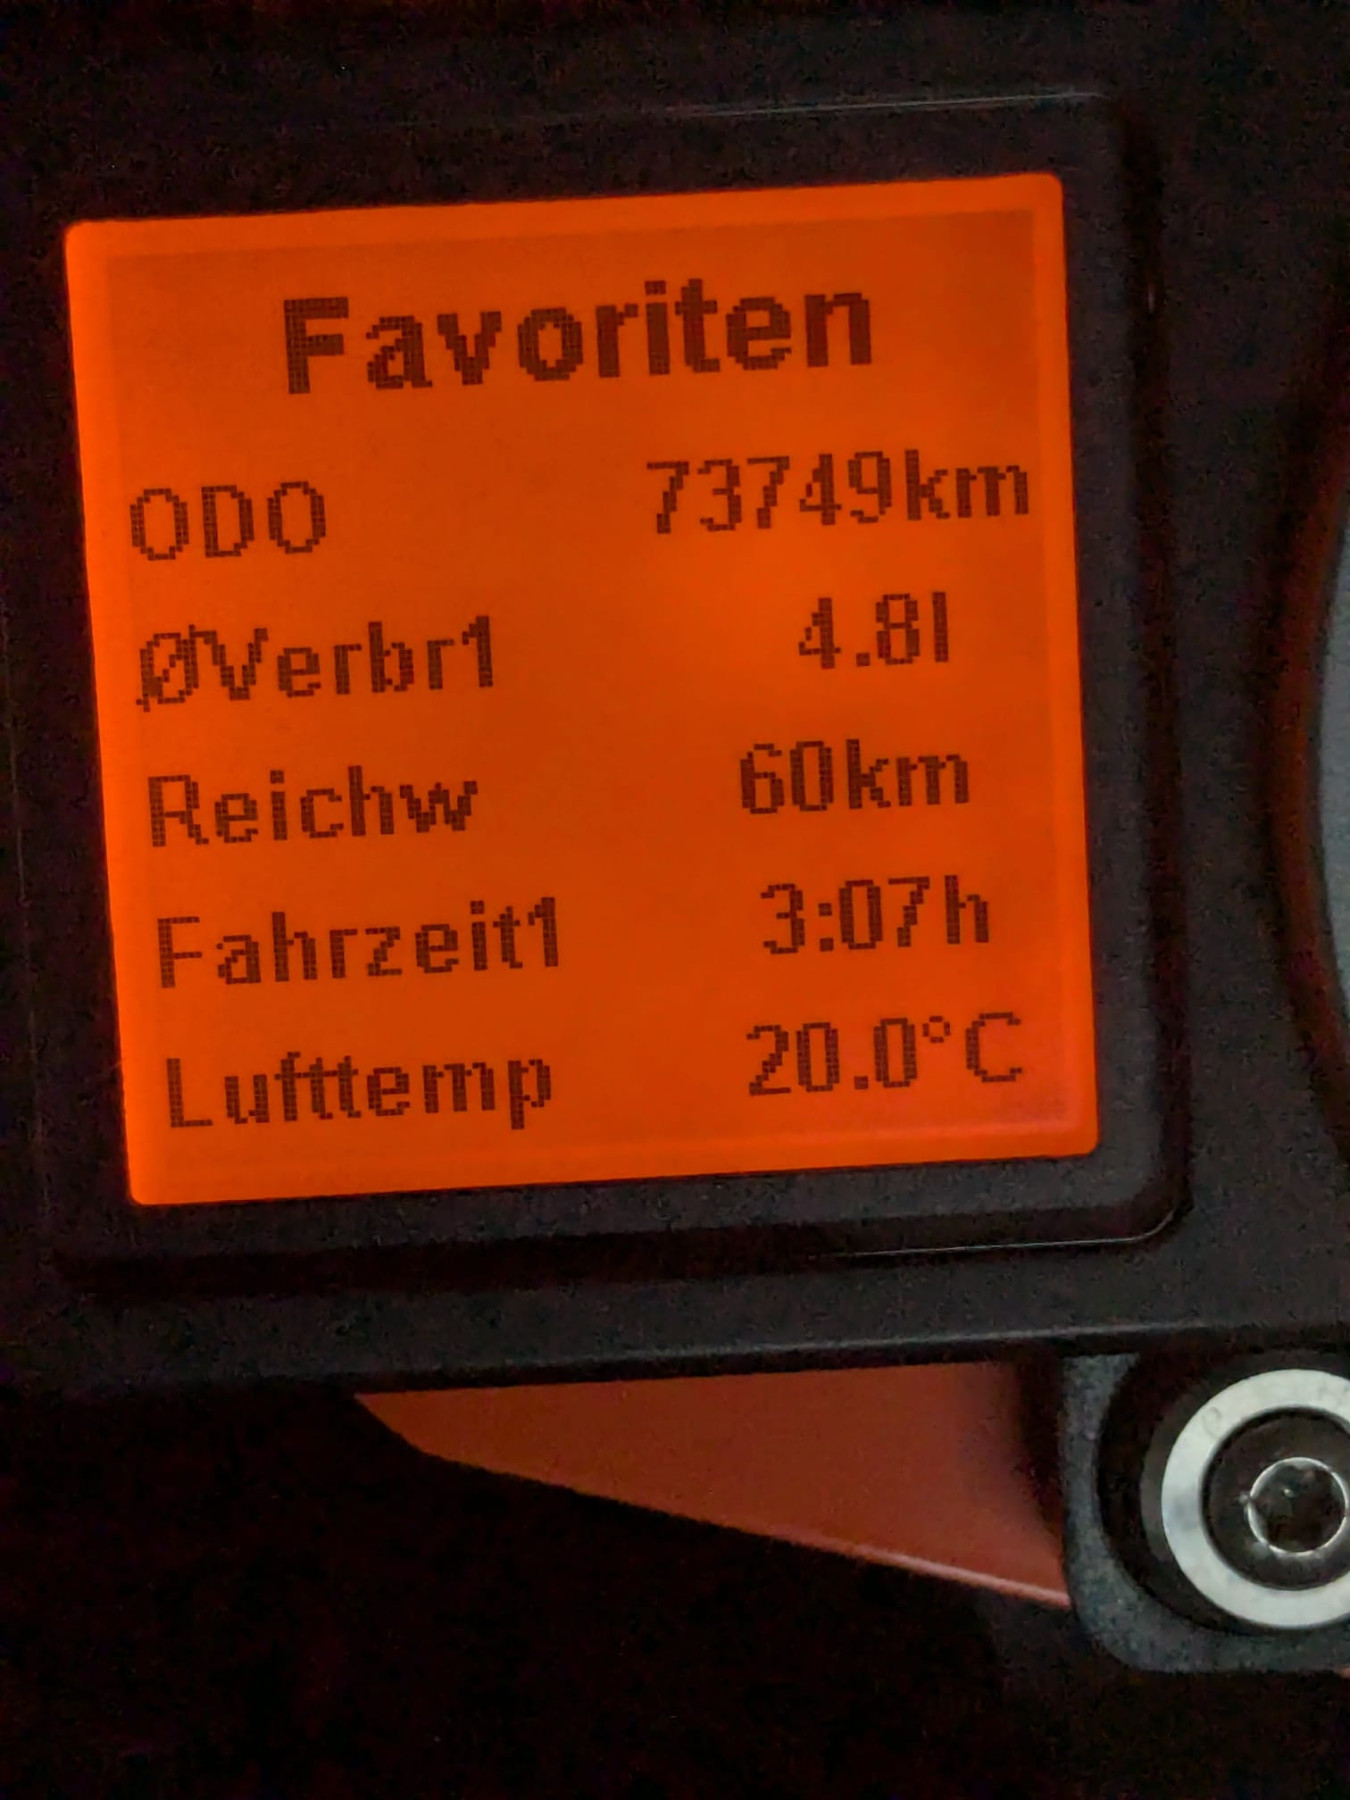 Favoriten
ODO 73749km
ØVerbr1 4.8l
Reichw 60km
Fahrzeit1 3:07h
Lufttemp 20.0°C